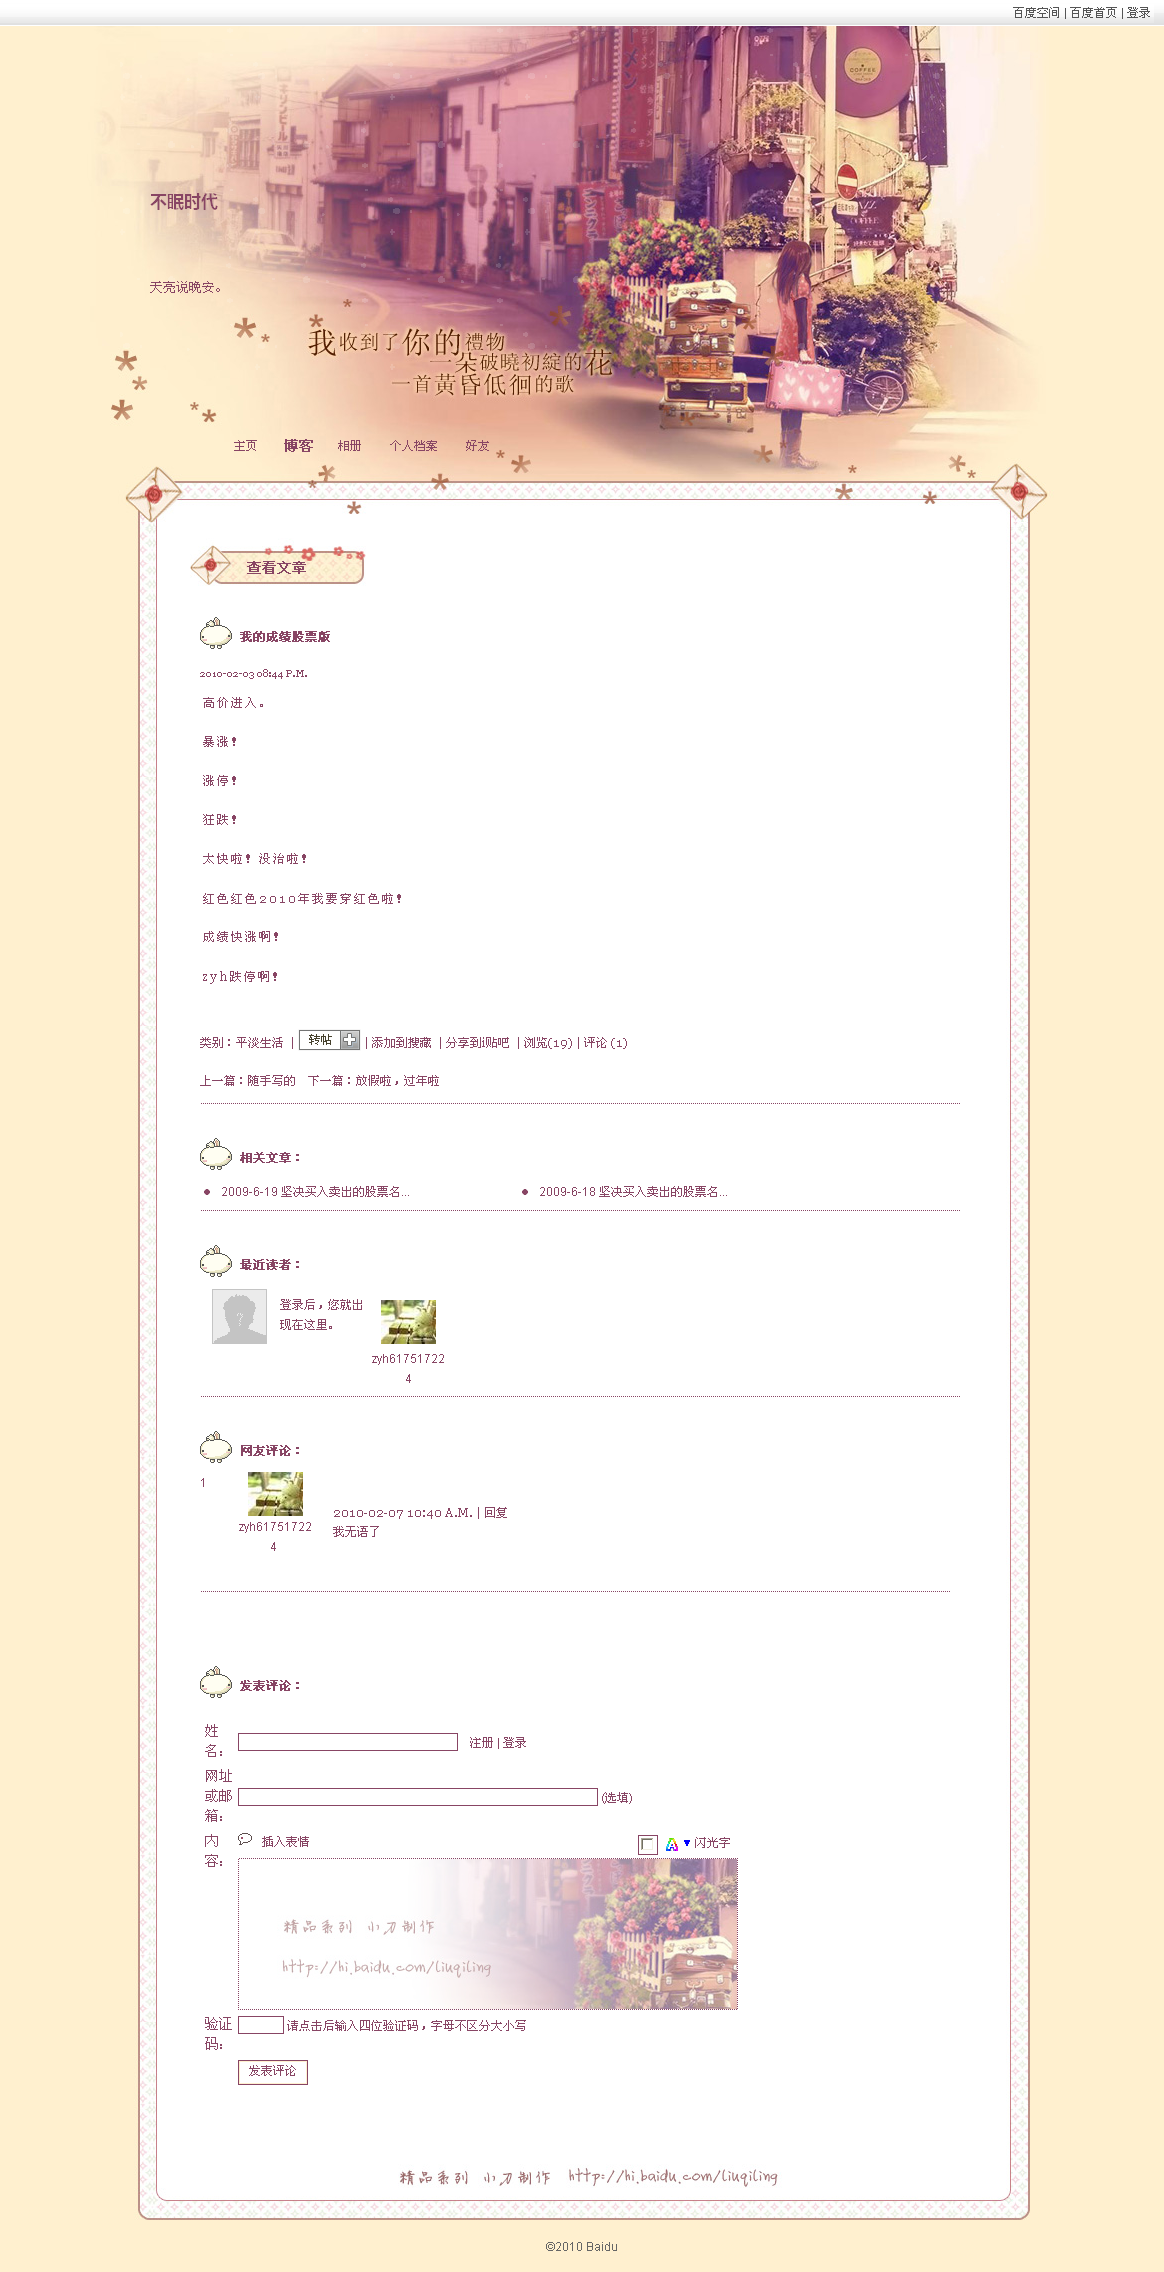 百度空间 | 百度首页 | 登录
COFFEE
不眠时代
天亮说晚安。
我收到了你的禮物
一朵破曉初綻的花
一首黃昏低徊的歌
主页 博客 相册 个人档案 好友
查看文章
我的成绩股票版
2010-02-03 08:44 P.M.
高价进入。
暴涨！
涨停！
狂跌！
太快啦！没治啦！
红色红色2010年我要穿红色啦！
成绩快涨啊！
zyh跌停啊！
类别：平淡生活 | 转帖 | 添加到搜藏 | 分享到i贴吧 | 浏览(19) | 评论 (1)
上一篇：随手写的 下一篇：放假啦，过年啦
相关文章：
2009-6-19 坚决买入卖出的股票名... 2009-6-18 坚决买入卖出的股票名...
最近读者：
登录后，您就出
现在这里。
zyh61751722
4
网友评论：
1
2010-02-07 10:40 A.M. | 回复
我无语了
zyh61751722
4
发表评论：
姓
名： 注册 | 登录
网址
或邮
箱： (选填)
内
容： 插入表情 闪光字
精品系列 小刀制作
http://hi.baidu.com/liuqiling
验证
码： 请点击后输入四位验证码，字母不区分大小写
发表评论
精品系列 小刀制作 http://hi.baidu.com/liuqiling
©2010 Baidu